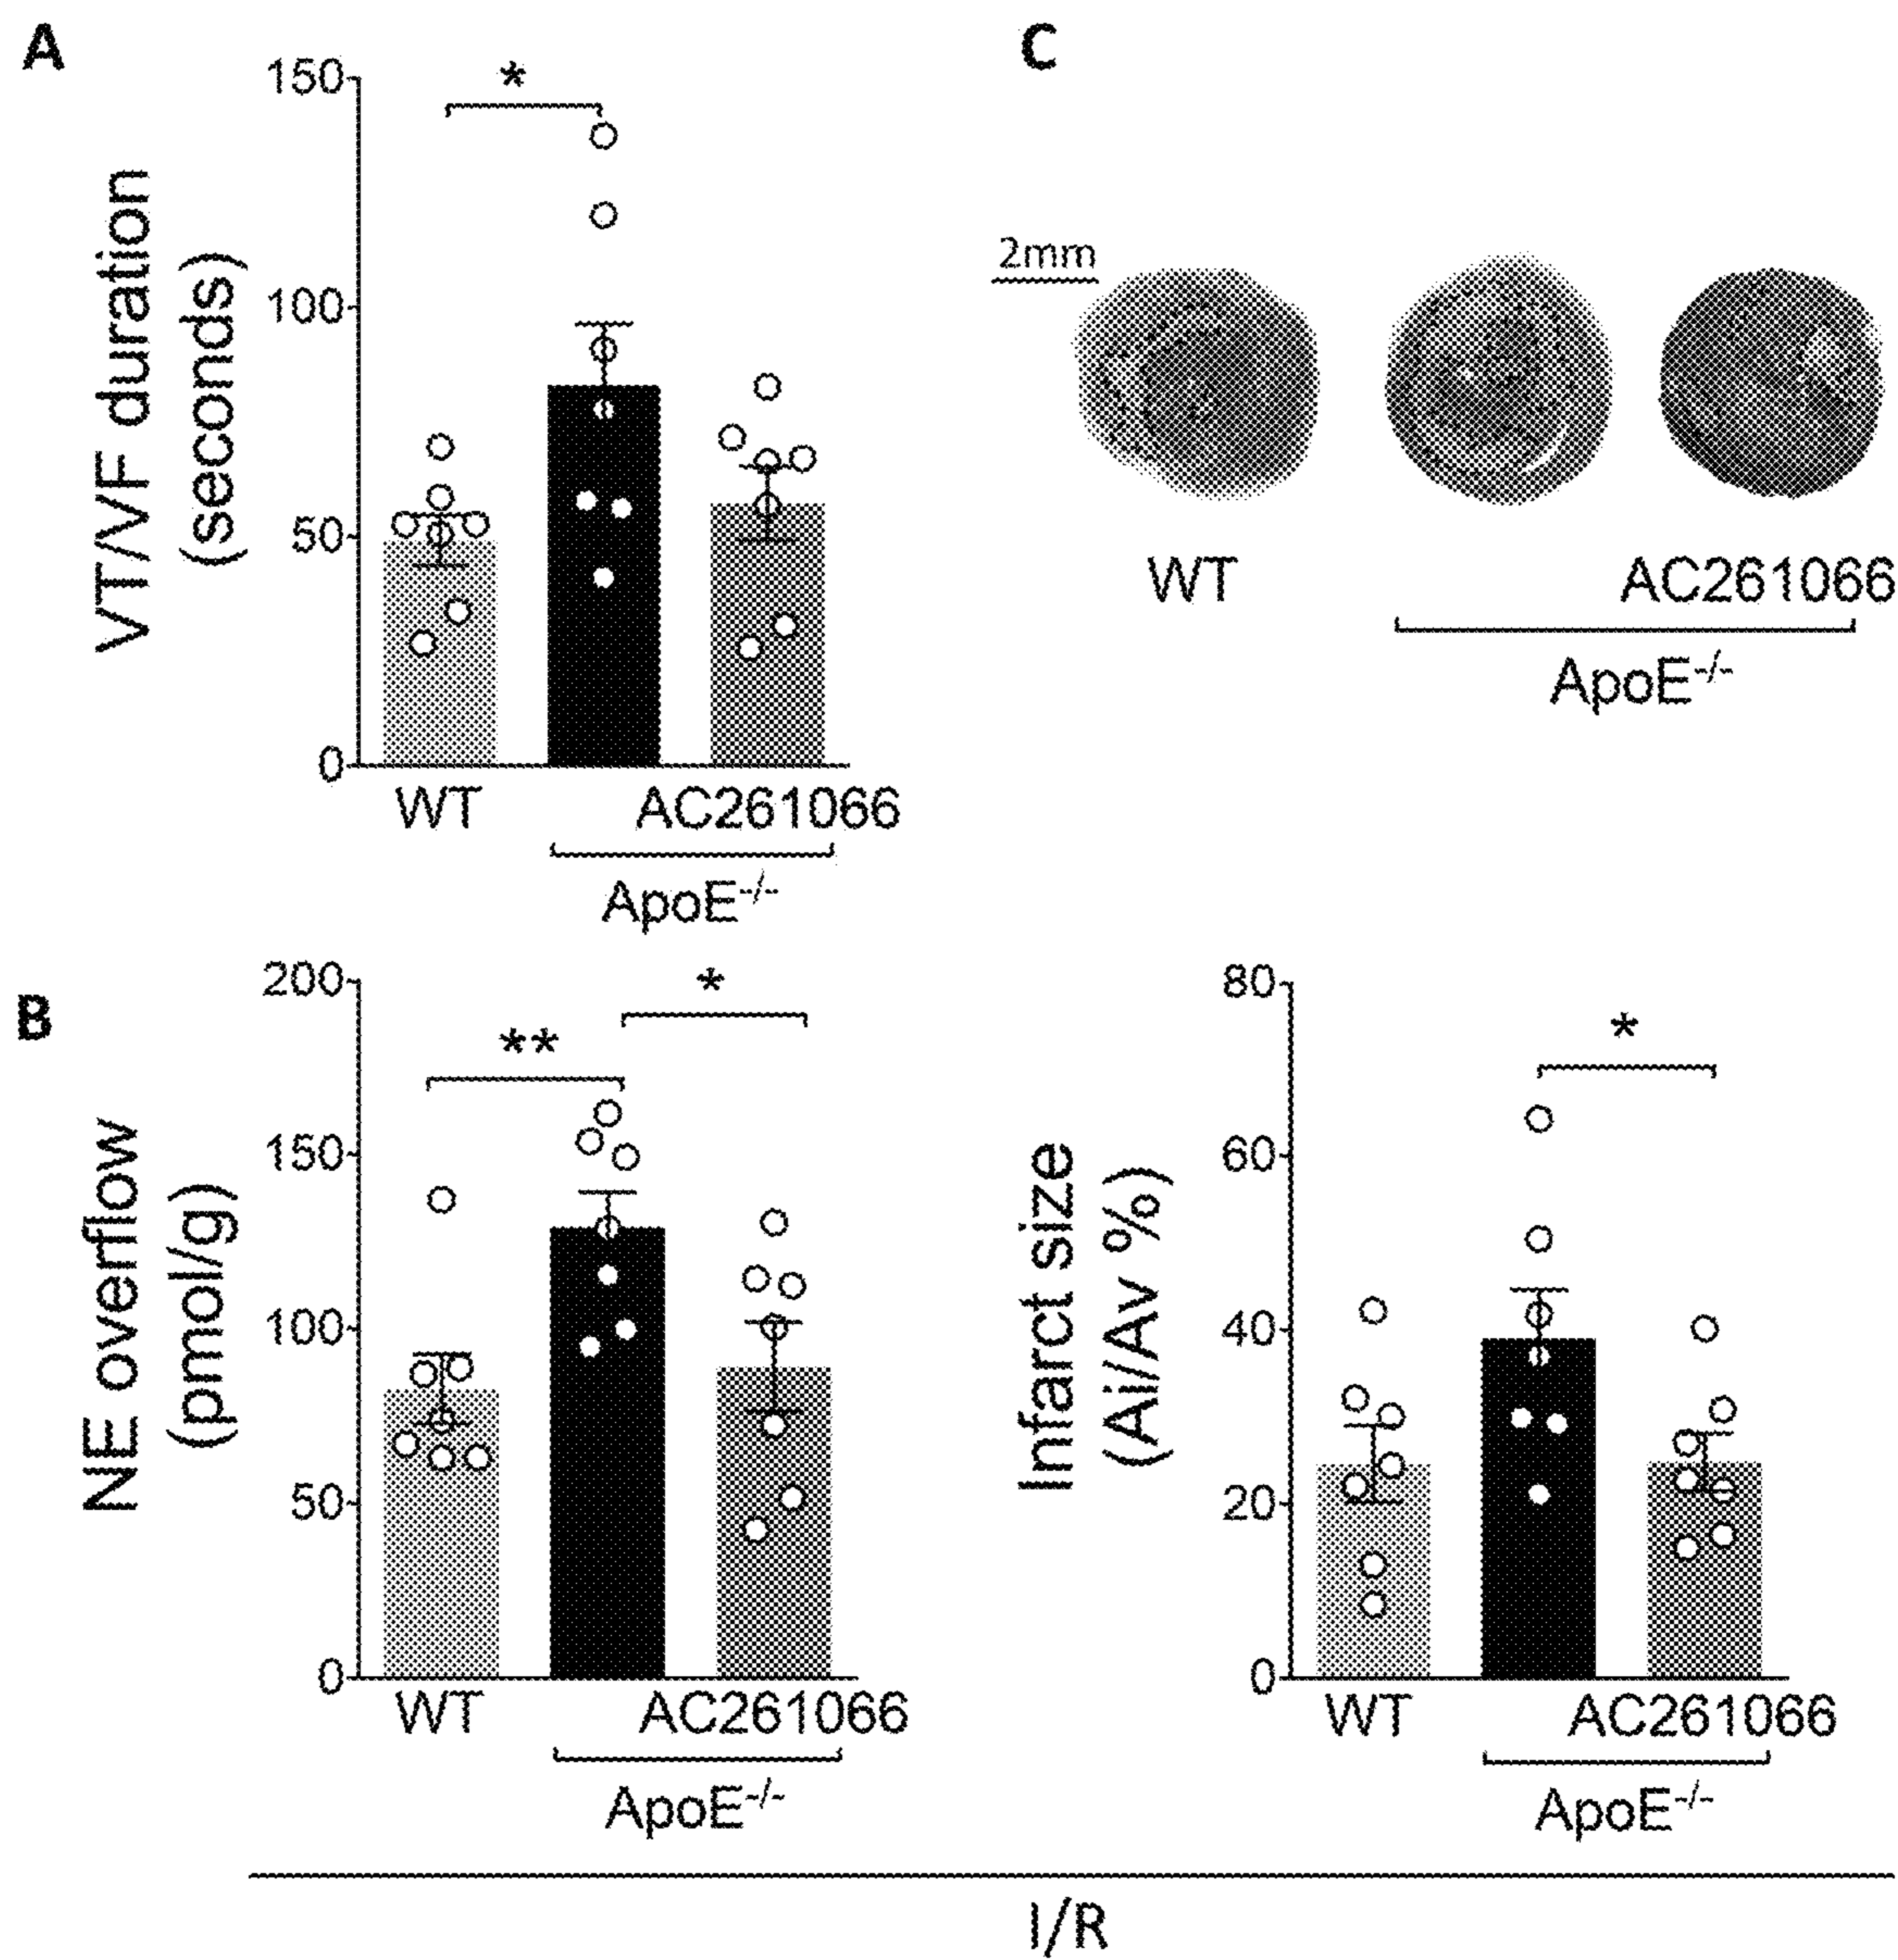 A
150
100
50
0
VT/VF duration
(seconds)
*
WT
AC261066
ApoE-/-
C
2mm
WT
AC261066
ApoE-/-
B
200
150
100
50
0
NE overflow
(pmol/g)
**
*
WT
AC261066
ApoE-/-
80
60
40
20
0
Infarct size
(Ai/Av %)
*
WT
AC261066
ApoE-/-
I/R